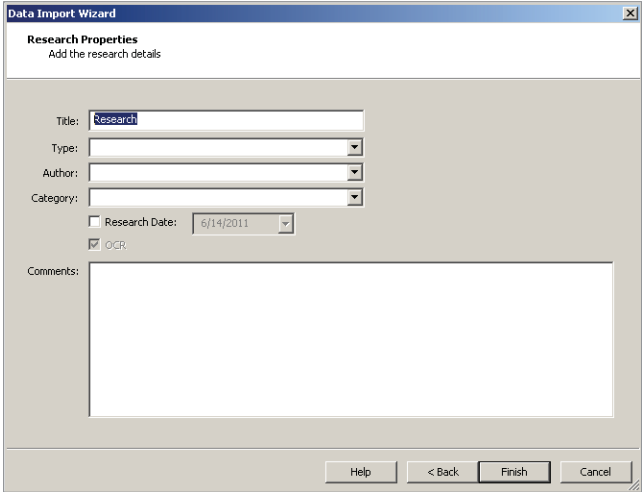 Data Import Wizard
Research Properties
Add the research details
Title: Research
Type:
Author:
Category:
Research Date: 6/14/2011
OCR
Comments:
Help < Back Finish Cancel